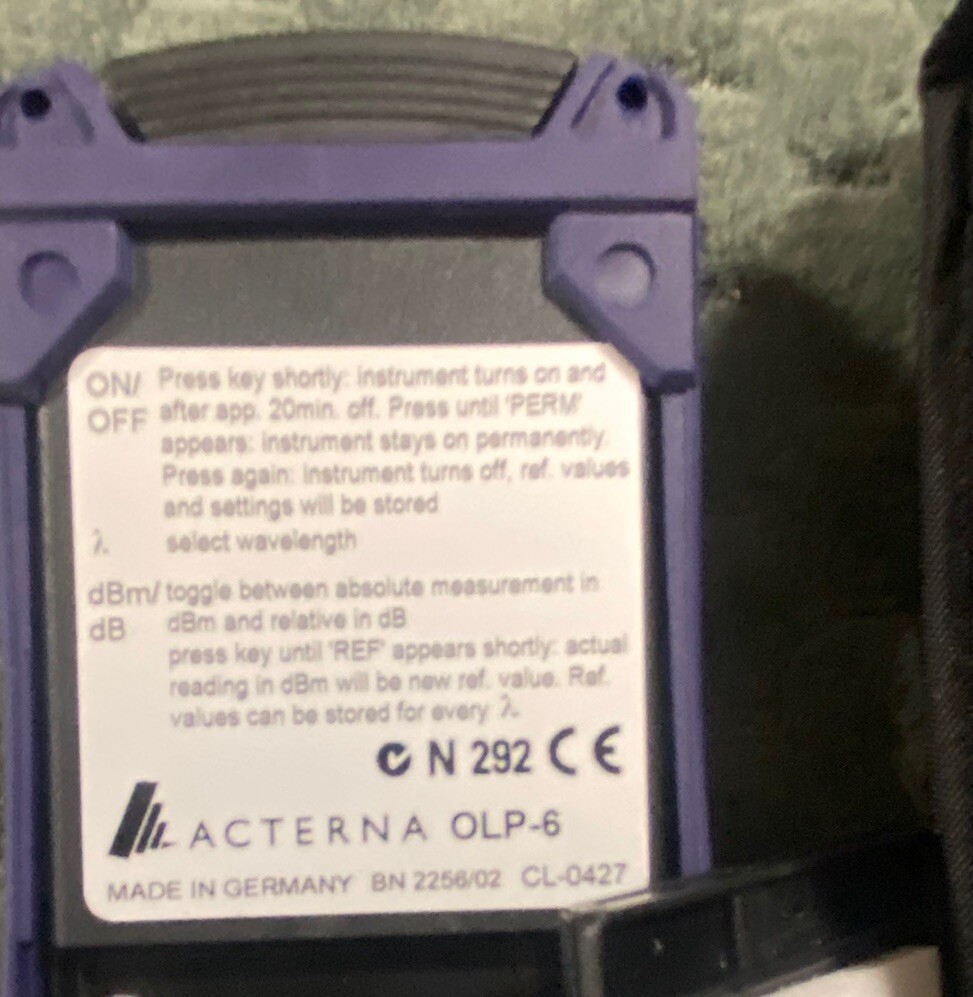 ON/ Press key shortly: instrument turns on and
OFF after app. 20min. off. Press until 'PERM'
appears: instrument stays on permanently.
Press again: instrument turns off, ref. values
and settings will be stored
λ select wavelength
dBm/ toggle between absolute measurement in
dB dBm and relative in dB
press key until 'REF' appears shortly: actual
reading in dBm will be new ref. value. Ref.
values can be stored for every λ.
N 292 CE
ACTERNA OLP-6
MADE IN GERMANY BN 2256/02 CL-0427